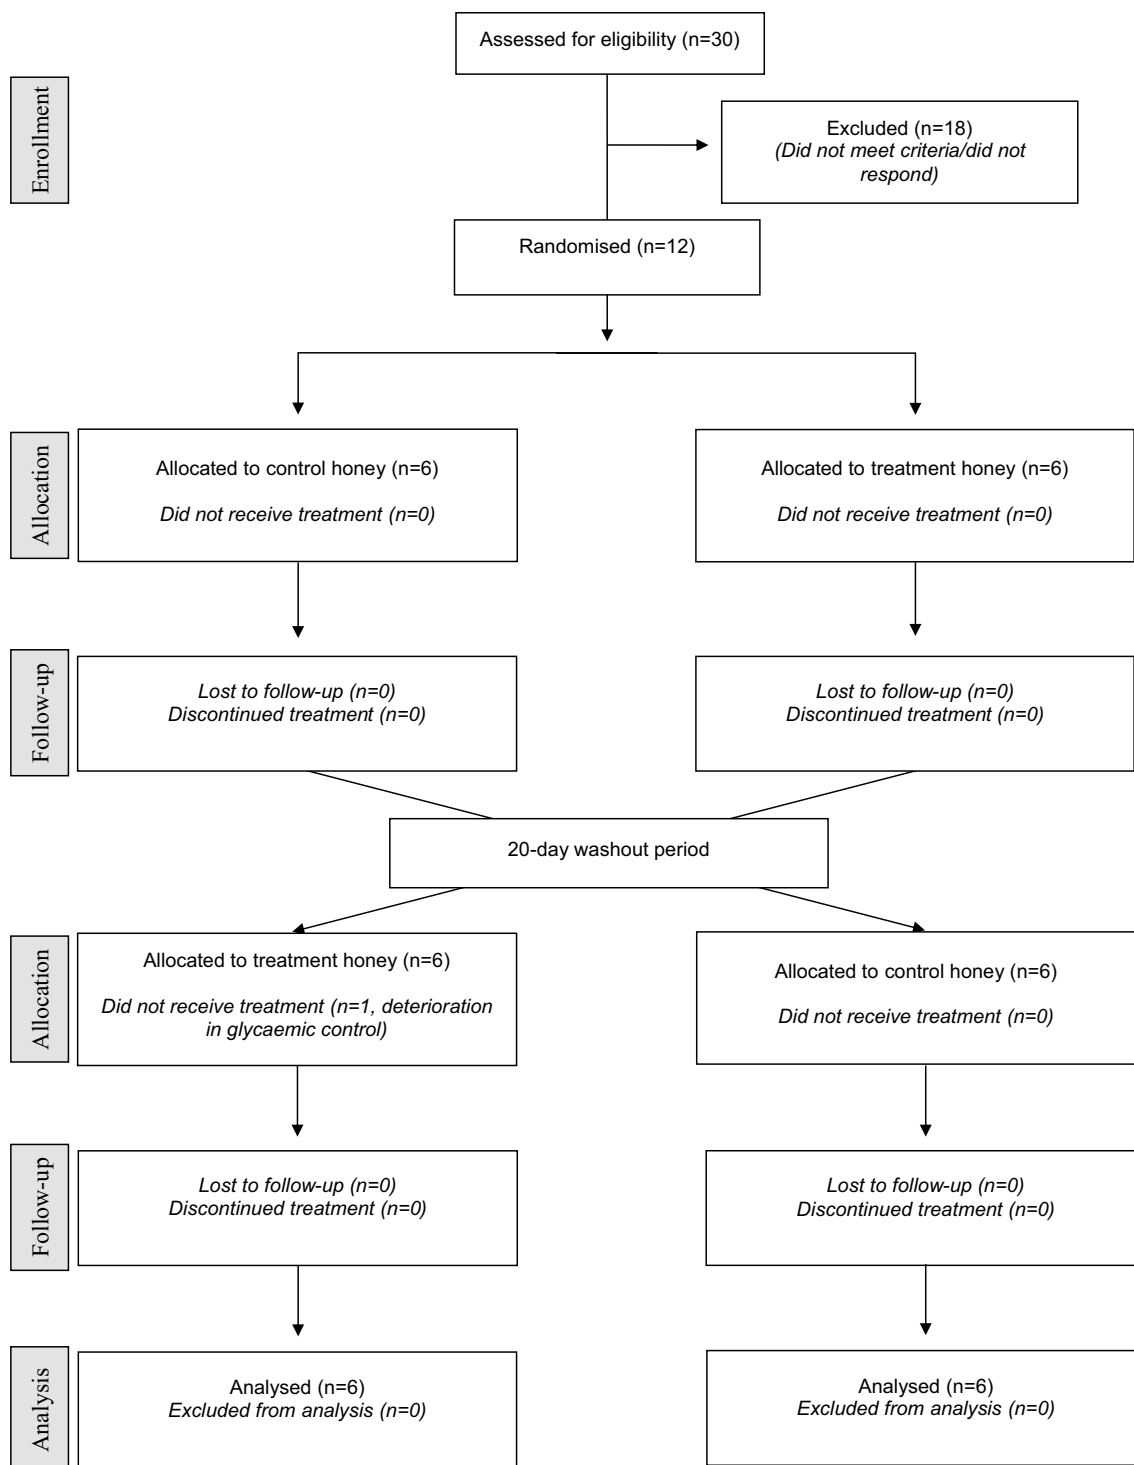 Assessed for eligibility (n=30)
Enrollment
Excluded (n=18)
(Did not meet criteria/did not
respond)
Randomised (n=12)
Allocation
Allocated to control honey (n=6)
Did not receive treatment (n=0)
Allocated to treatment honey (n=6)
Did not receive treatment (n=0)
Follow-up
Lost to follow-up (n=0)
Discontinued treatment (n=0)
Lost to follow-up (n=0)
Discontinued treatment (n=0)
20-day washout period
Allocation
Allocated to treatment honey (n=6)
Did not receive treatment (n=1, deterioration
in glycaemic control)
Allocated to control honey (n=6)
Did not receive treatment (n=0)
Follow-up
Lost to follow-up (n=0)
Discontinued treatment (n=0)
Lost to follow-up (n=0)
Discontinued treatment (n=0)
Analysis
Analysed (n=6)
Excluded from analysis (n=0)
Analysed (n=6)
Excluded from analysis (n=0)